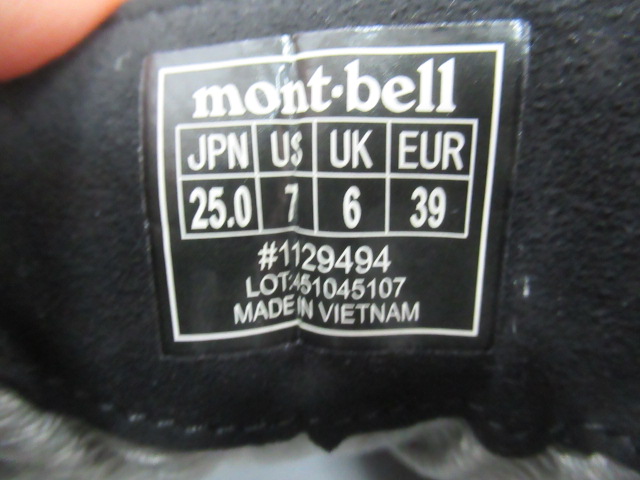 mont·bell
JPN US UK EUR
25.0 7 6 39
#1129494
LOT:451045107
MADE IN VIETNAM